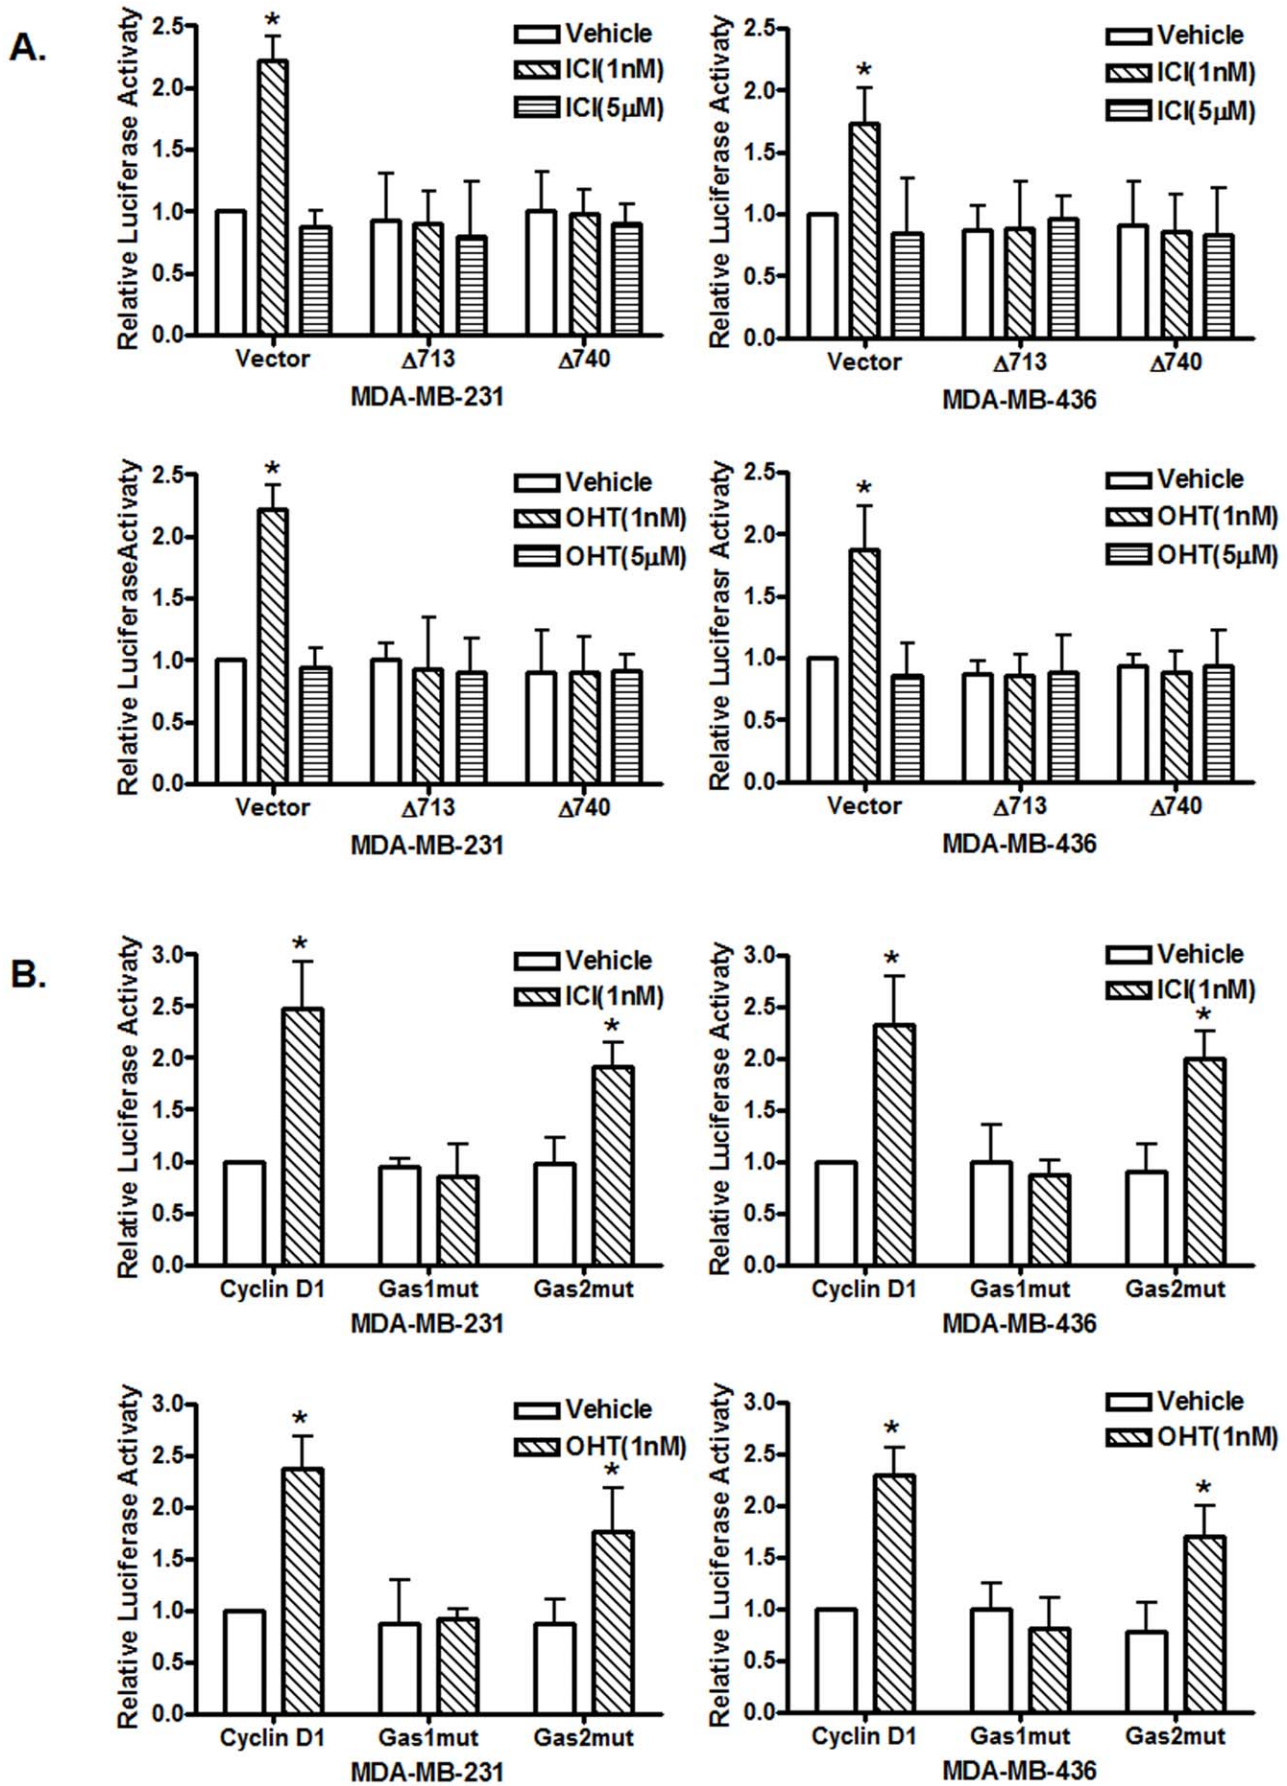 A.
Relative Luciferase Activaty
2.5
2.0
1.5
1.0
0.5
0.0
*
Vehicle
ICI(1nM)
ICI(5μM)
Vector Δ713 Δ740
MDA-MB-231
Relative Luciferase Activaty
2.5
2.0
1.5
1.0
0.5
0.0
*
Vehicle
ICI(1nM)
ICI(5μM)
Vector Δ713 Δ740
MDA-MB-436
Relative LuciferaseActivaty
2.5
2.0
1.5
1.0
0.5
0.0
*
Vehicle
OHT(1nM)
OHT(5μM)
Vector Δ713 Δ740
MDA-MB-231
Relative Luciferasr Activaty
2.5
2.0
1.5
1.0
0.5
0.0
*
Vehicle
OHT(1nM)
OHT(5μM)
Vector Δ713 Δ740
MDA-MB-436
B.
Relative Luciferase Activaty
3.0
2.5
2.0
1.5
1.0
0.5
0.0
*
*
Vehicle
ICI(1nM)
Cyclin D1 Gas1mut Gas2mut
MDA-MB-231
Relative Luciferase Activaty
3.0
2.5
2.0
1.5
1.0
0.5
0.0
*
*
Vehicle
ICI(1nM)
Cyclin D1 Gas1mut Gas2mut
MDA-MB-436
Relative Luciferase Activaty
3.0
2.5
2.0
1.5
1.0
0.5
0.0
*
*
Vehicle
OHT(1nM)
Cyclin D1 Gas1mut Gas2mut
MDA-MB-231
Relative Luciferase Activaty
3.0
2.5
2.0
1.5
1.0
0.5
0.0
*
*
Vehicle
OHT(1nM)
Cyclin D1 Gas1mut Gas2mut
MDA-MB-436